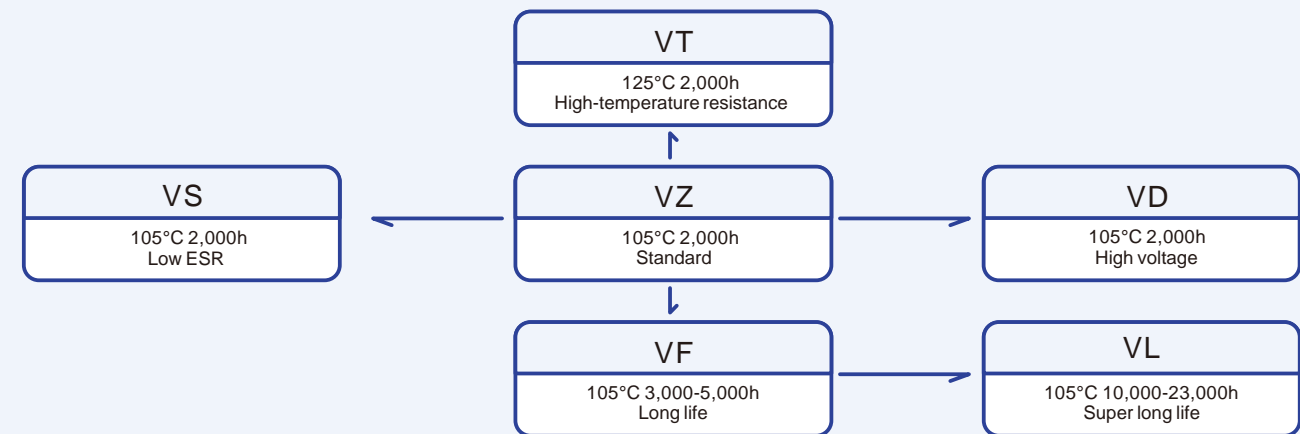 VT
125°C 2,000h
High-temperature resistance
VS
105°C 2,000h
Low ESR
VZ
105°C 2,000h
Standard
VD
105°C 2,000h
High voltage
VF
105°C 3,000-5,000h
Long life
VL
105°C 10,000-23,000h
Super long life